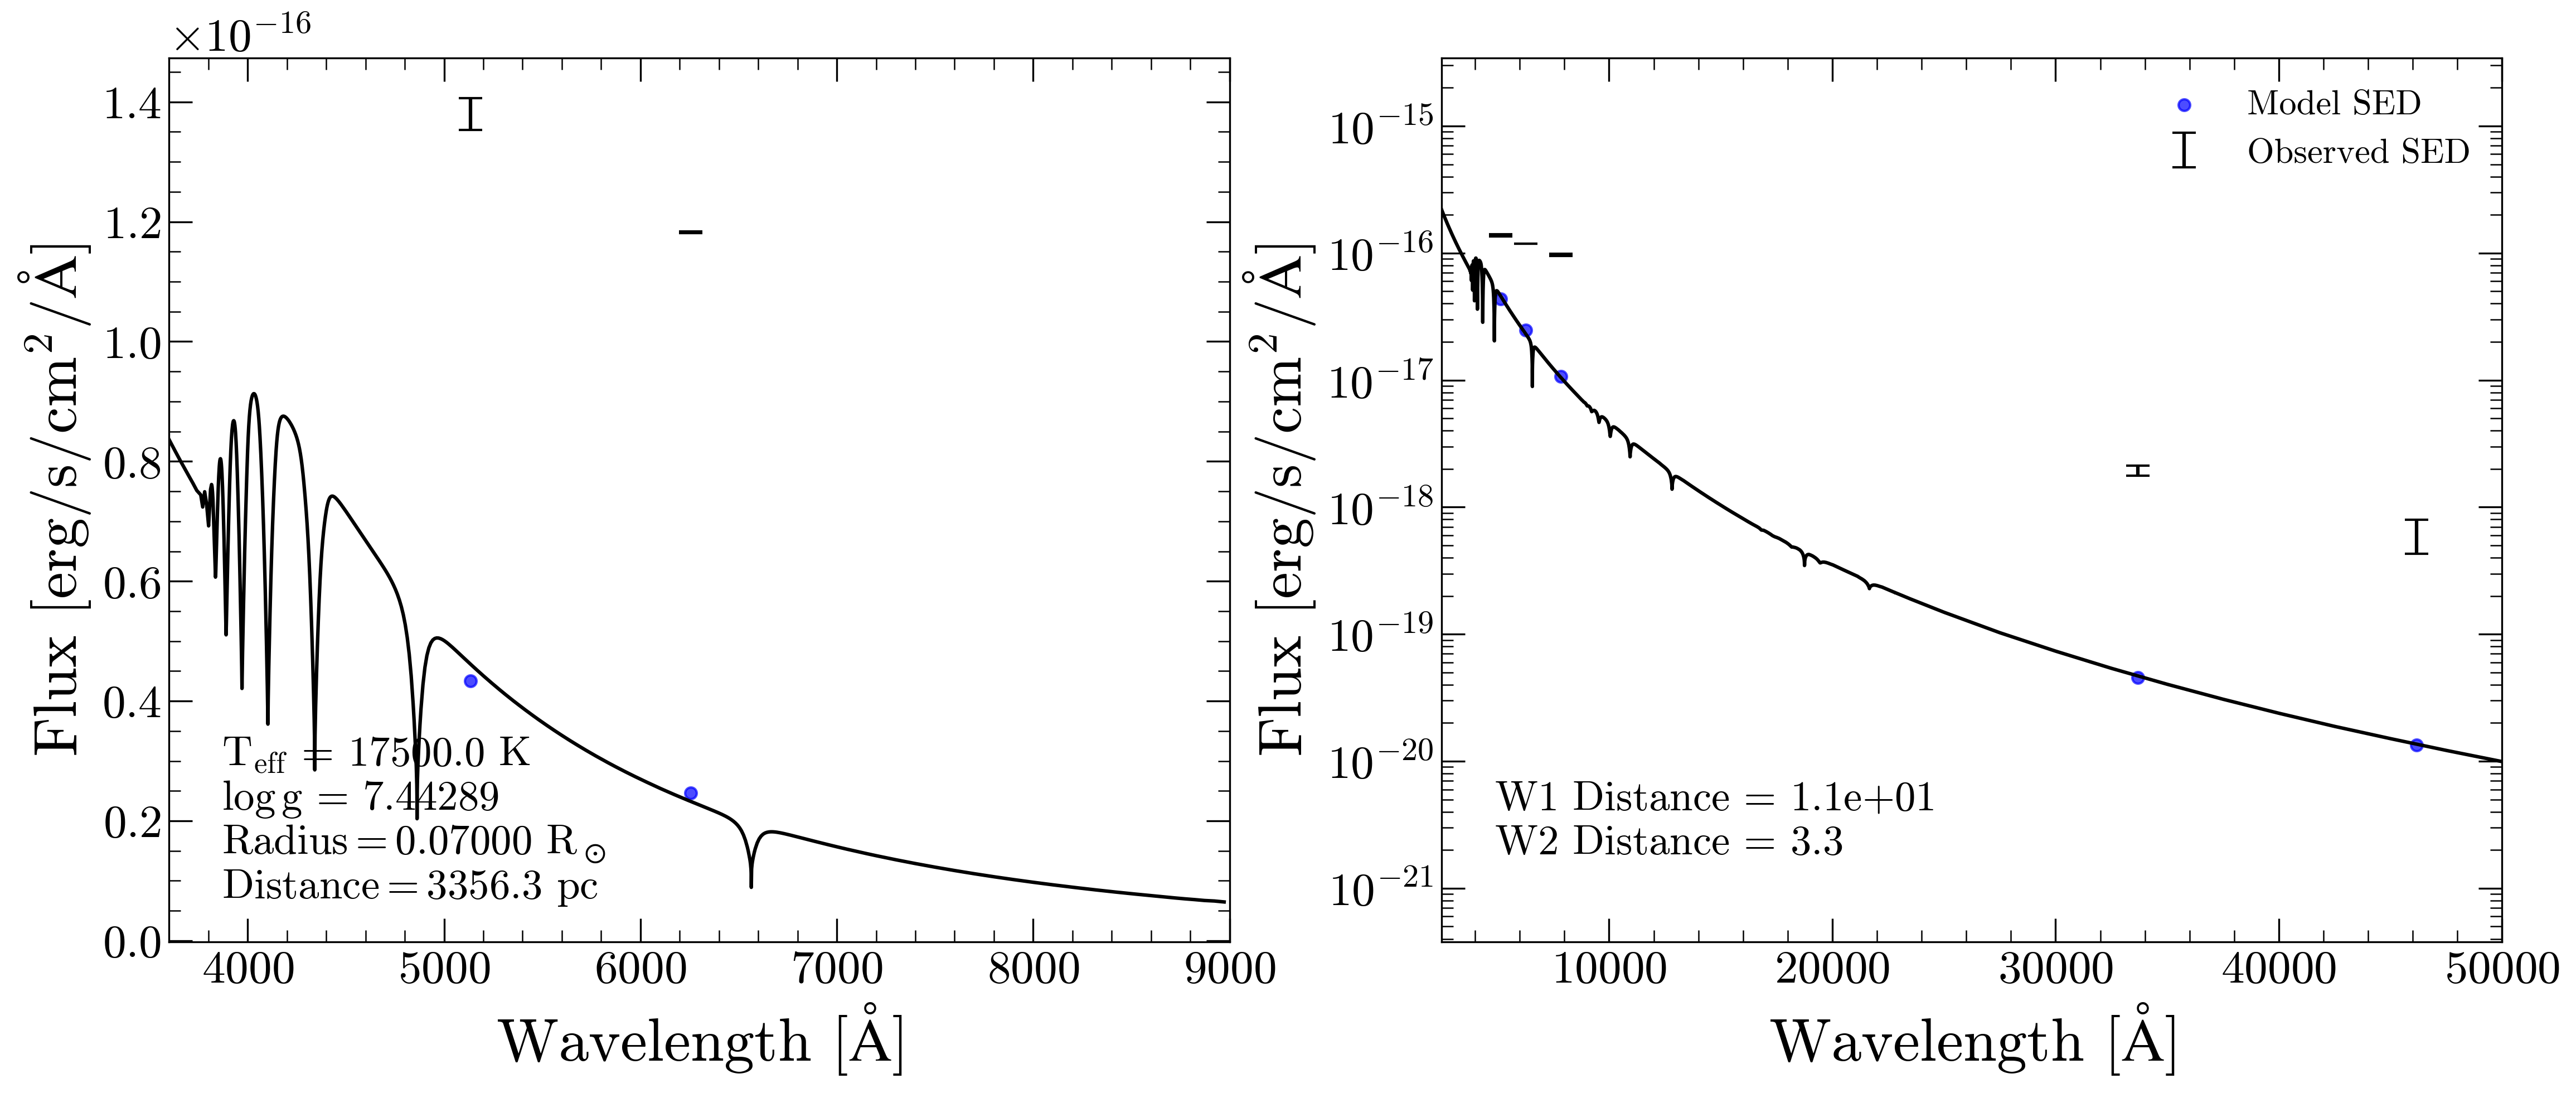 ×10⁻¹⁶
Flux [erg/s/cm²/Å]
1.4
1.2
1.0
0.8
0.6
0.4
0.2
0.0
T_eff = 17500.0 K
log g = 7.44289
Radius = 0.07000 R_⊙
Distance = 3356.3 pc
4000 5000 6000 7000 8000 9000
Wavelength [Å]
Flux [erg/s/cm²/Å]
10⁻¹⁵
10⁻¹⁶
10⁻¹⁷
10⁻¹⁸
10⁻¹⁹
10⁻²⁰
10⁻²¹
Model SED
Observed SED
W1 Distance = 1.1e+01
W2 Distance = 3.3
10000 20000 30000 40000 50000
Wavelength [Å]